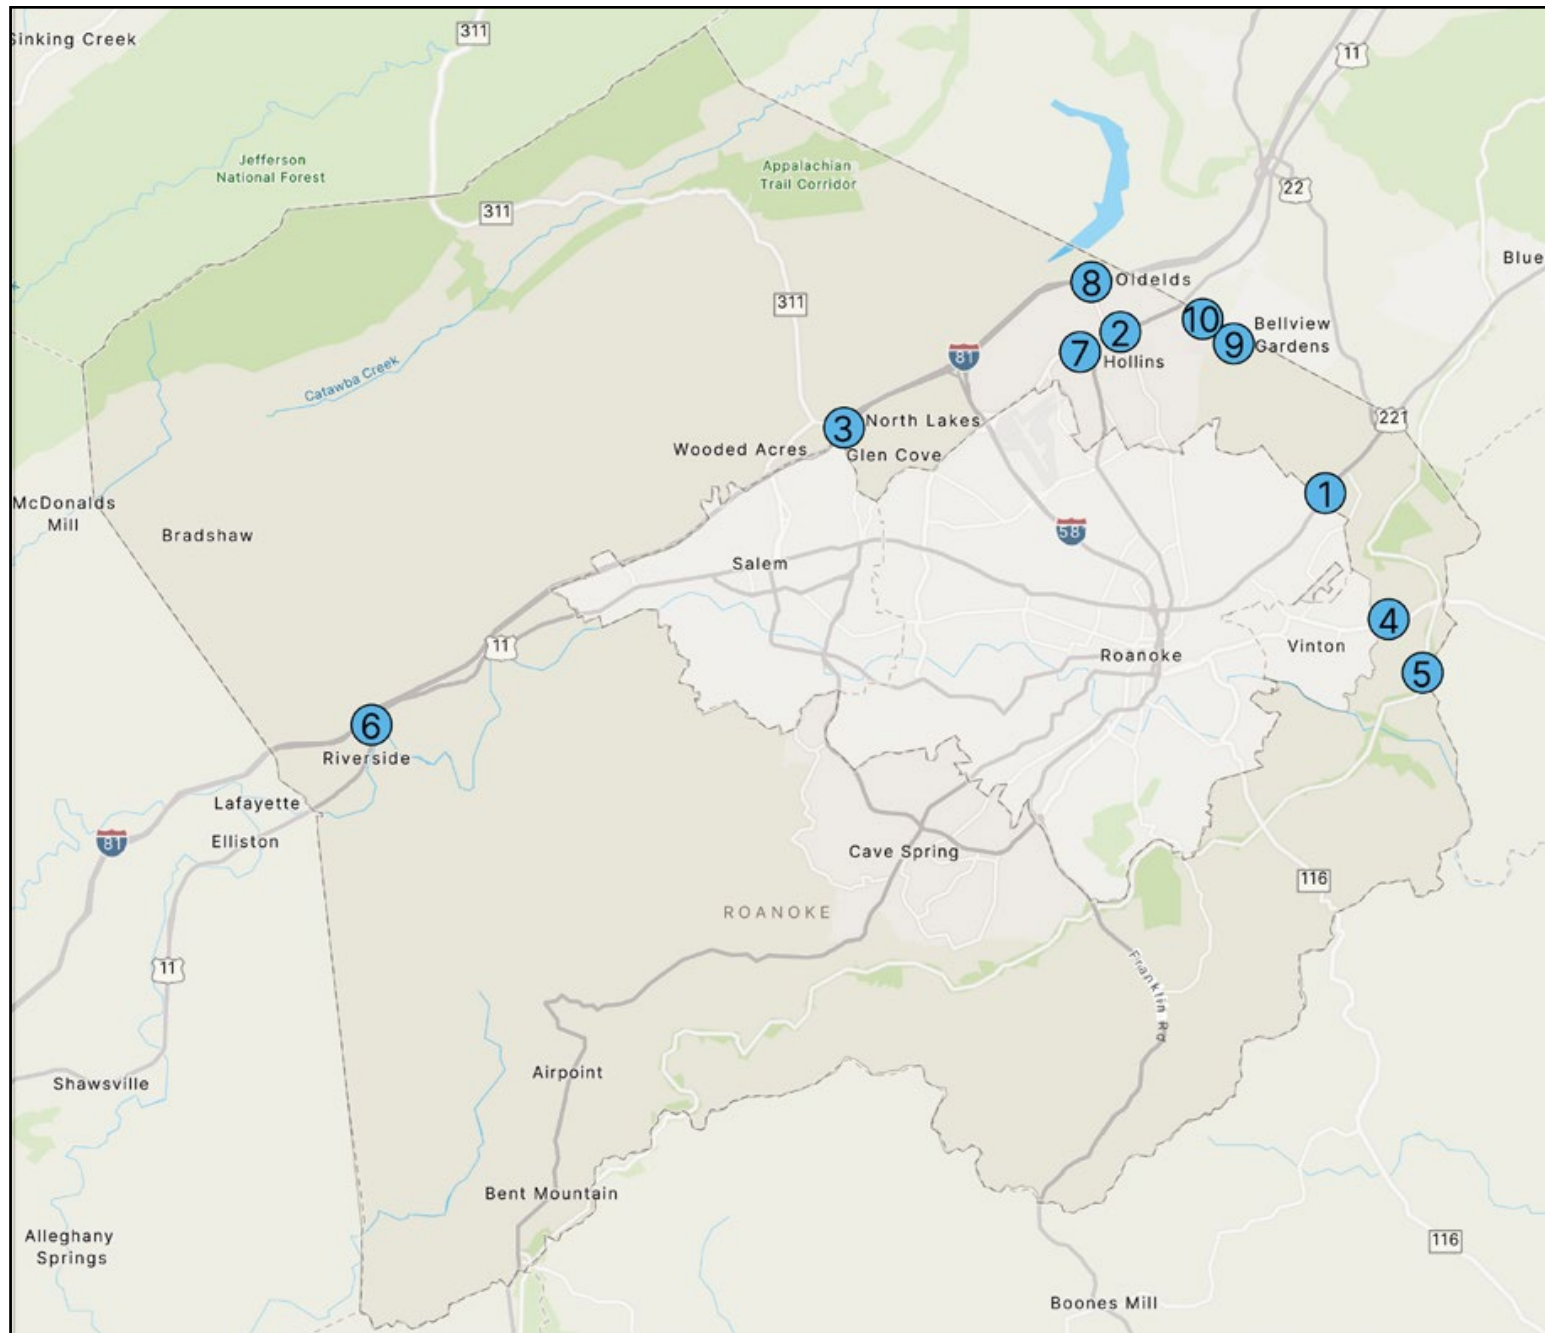 Sinking Creek
311
11
Jefferson
National Forest
Appalachian
Trail Corridor
22
311
Blue
8
Oldelds
311
10
Bellview
2
9
Gardens
7
Hollins
81
Catawba Creek
221
3
North Lakes
Wooded Acres
Glen Cove
1
McDonalds
Mill
Bradshaw
58
Salem
4
11
Vinton
Roanoke
5
6
Riverside
Lafayette
81
Elliston
Cave Spring
116
ROANOKE
11
Franklin Rd
Airpoint
Shawsville
Bent Mountain
Alleghany
Springs
116
Boones Mill